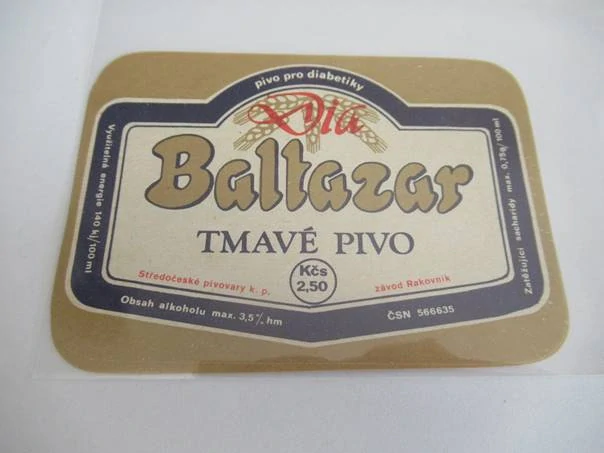 pivo pro diabetiky
Dia
Baltazar
TMAVÉ PIVO
Kčs
2,50
Středočeské pivovary k. p.
závod Rakovník
Obsah alkoholu max. 3,5% hm
ČSN 566635
Využitelná energie 140 kJ/100 ml
Zatěžující sacharidy max. 0,75g/100 ml